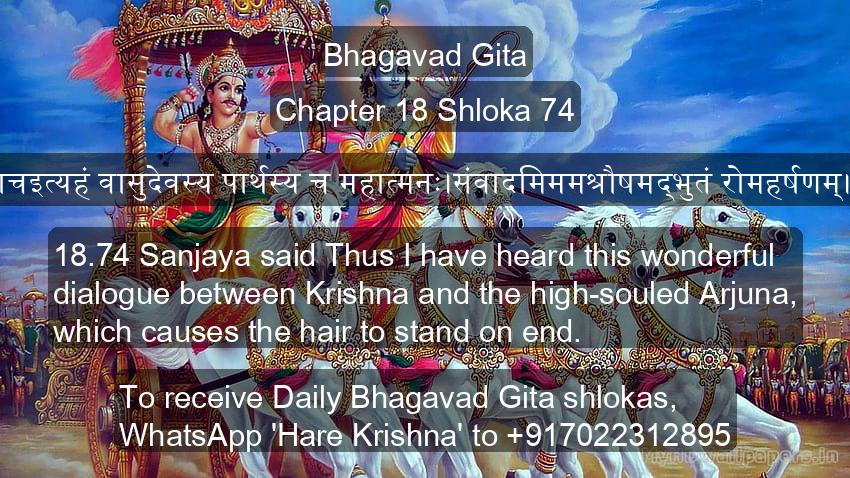 Bhagavad Gita
Chapter 18 Shloka 74
चइत्यहं वासुदेवस्य पार्थस्य च महात्मनः।संवादमिममश्रौषमद्भुतं रोमहर्षणम्।
18.74 Sanjaya said Thus I have heard this wonderful
dialogue between Krishna and the high-souled Arjuna,
which causes the hair to stand on end.
To receive Daily Bhagavad Gita shlokas,
WhatsApp 'Hare Krishna' to +917022312895